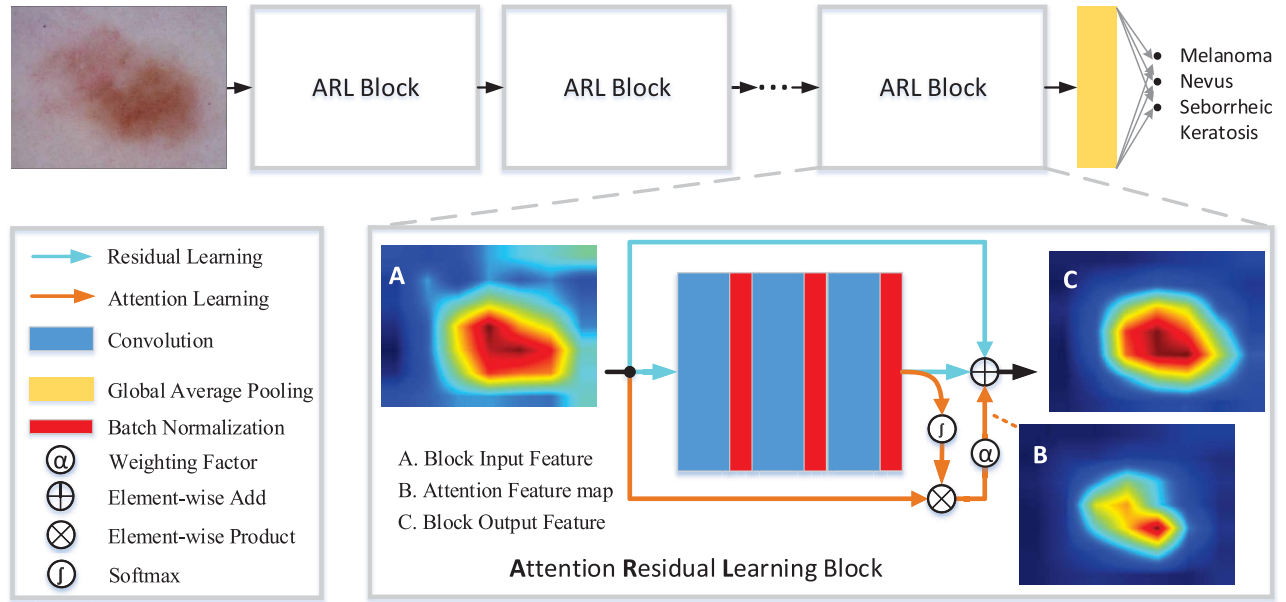 ARL Block
ARL Block
ARL Block
Melanoma
Nevus
Seborrheic
Keratosis
Residual Learning
Attention Learning
Convolution
Global Average Pooling
Batch Normalization
α
Weighting Factor
Element-wise Add
Element-wise Product
∫
Softmax
A
C
∫
α
B
A. Block Input Feature
B. Attention Feature map
C. Block Output Feature
Attention Residual Learning Block